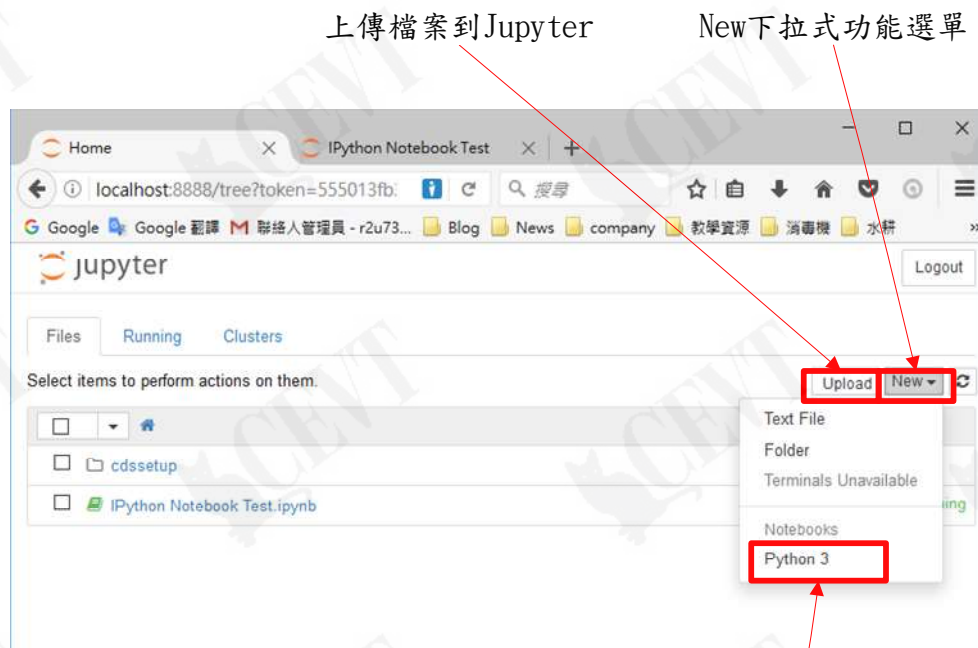 上傳檔案到Jupyter New下拉式功能選單
Home IPython Notebook Test
localhost:8888/tree?token=555013fb 搜尋
Google Google 翻譯 聯絡人管理員 - r2u73... Blog News company 教學資源 消毒機 水耕 »
jupyter Logout
Files Running Clusters
Select items to perform actions on them. Upload New
Text File
cdssetup Folder
Terminals Unavailable
IPython Notebook Test.ipynb ing
Notebooks
Python 3
CEVT